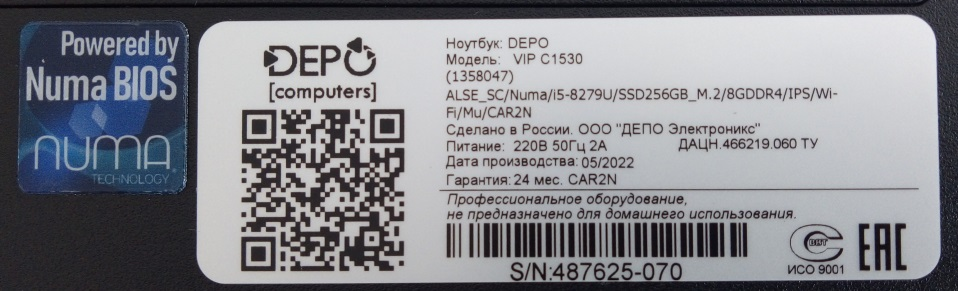 Powered by
Numa BIOS
NUMA
TECHNOLOGY
DEPO
[computers]
Ноутбук: DEPO
Модель: VIP C1530
(1358047)
ALSE_SC/Numa/i5-8279U/SSD256GB_M.2/8GDDR4/IPS/Wi-
Fi/Mu/CAR2N
Сделано в России. ООО "ДЕПО Электроникс"
Питание: 220В 50Гц 2А ДАЦН.466219.060 ТУ
Дата производства: 05/2022
Гарантия: 24 мес. CAR2N
Профессиональное оборудование,
не предназначено для домашнего использования.
S/N:487625-070
ИСО 9001
EAC